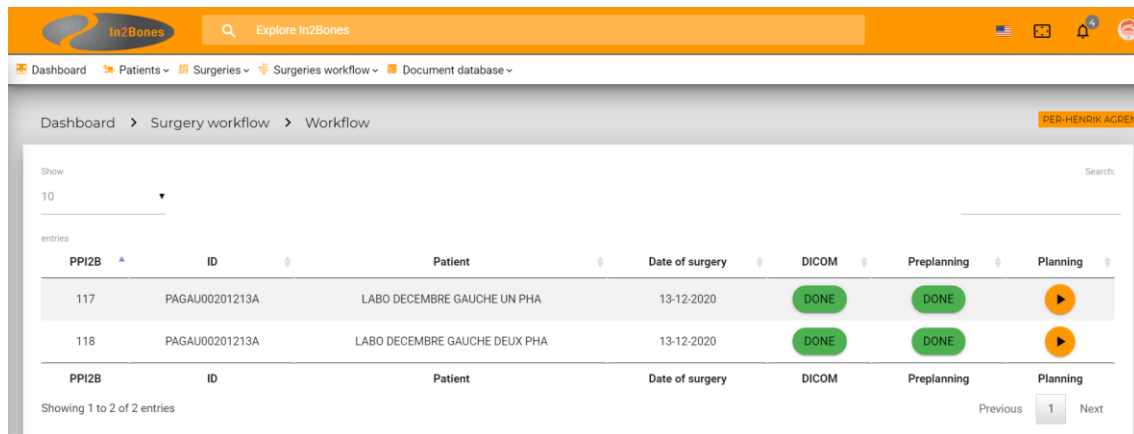 In2Bones Explore In2Bones 4
Dashboard Patients Surgeries Surgeries workflow Document database
Dashboard > Surgery workflow > Workflow PER-HENRIK AGREN
Show Search:
10
entries
PPI2B ID Patient Date of surgery DICOM Preplanning Planning
117 PAGAU00201213A LABO DECEMBRE GAUCHE UN PHA 13-12-2020 DONE DONE
118 PAGAU00201213A LABO DECEMBRE GAUCHE DEUX PHA 13-12-2020 DONE DONE
PPI2B ID Patient Date of surgery DICOM Preplanning Planning
Showing 1 to 2 of 2 entries Previous 1 Next